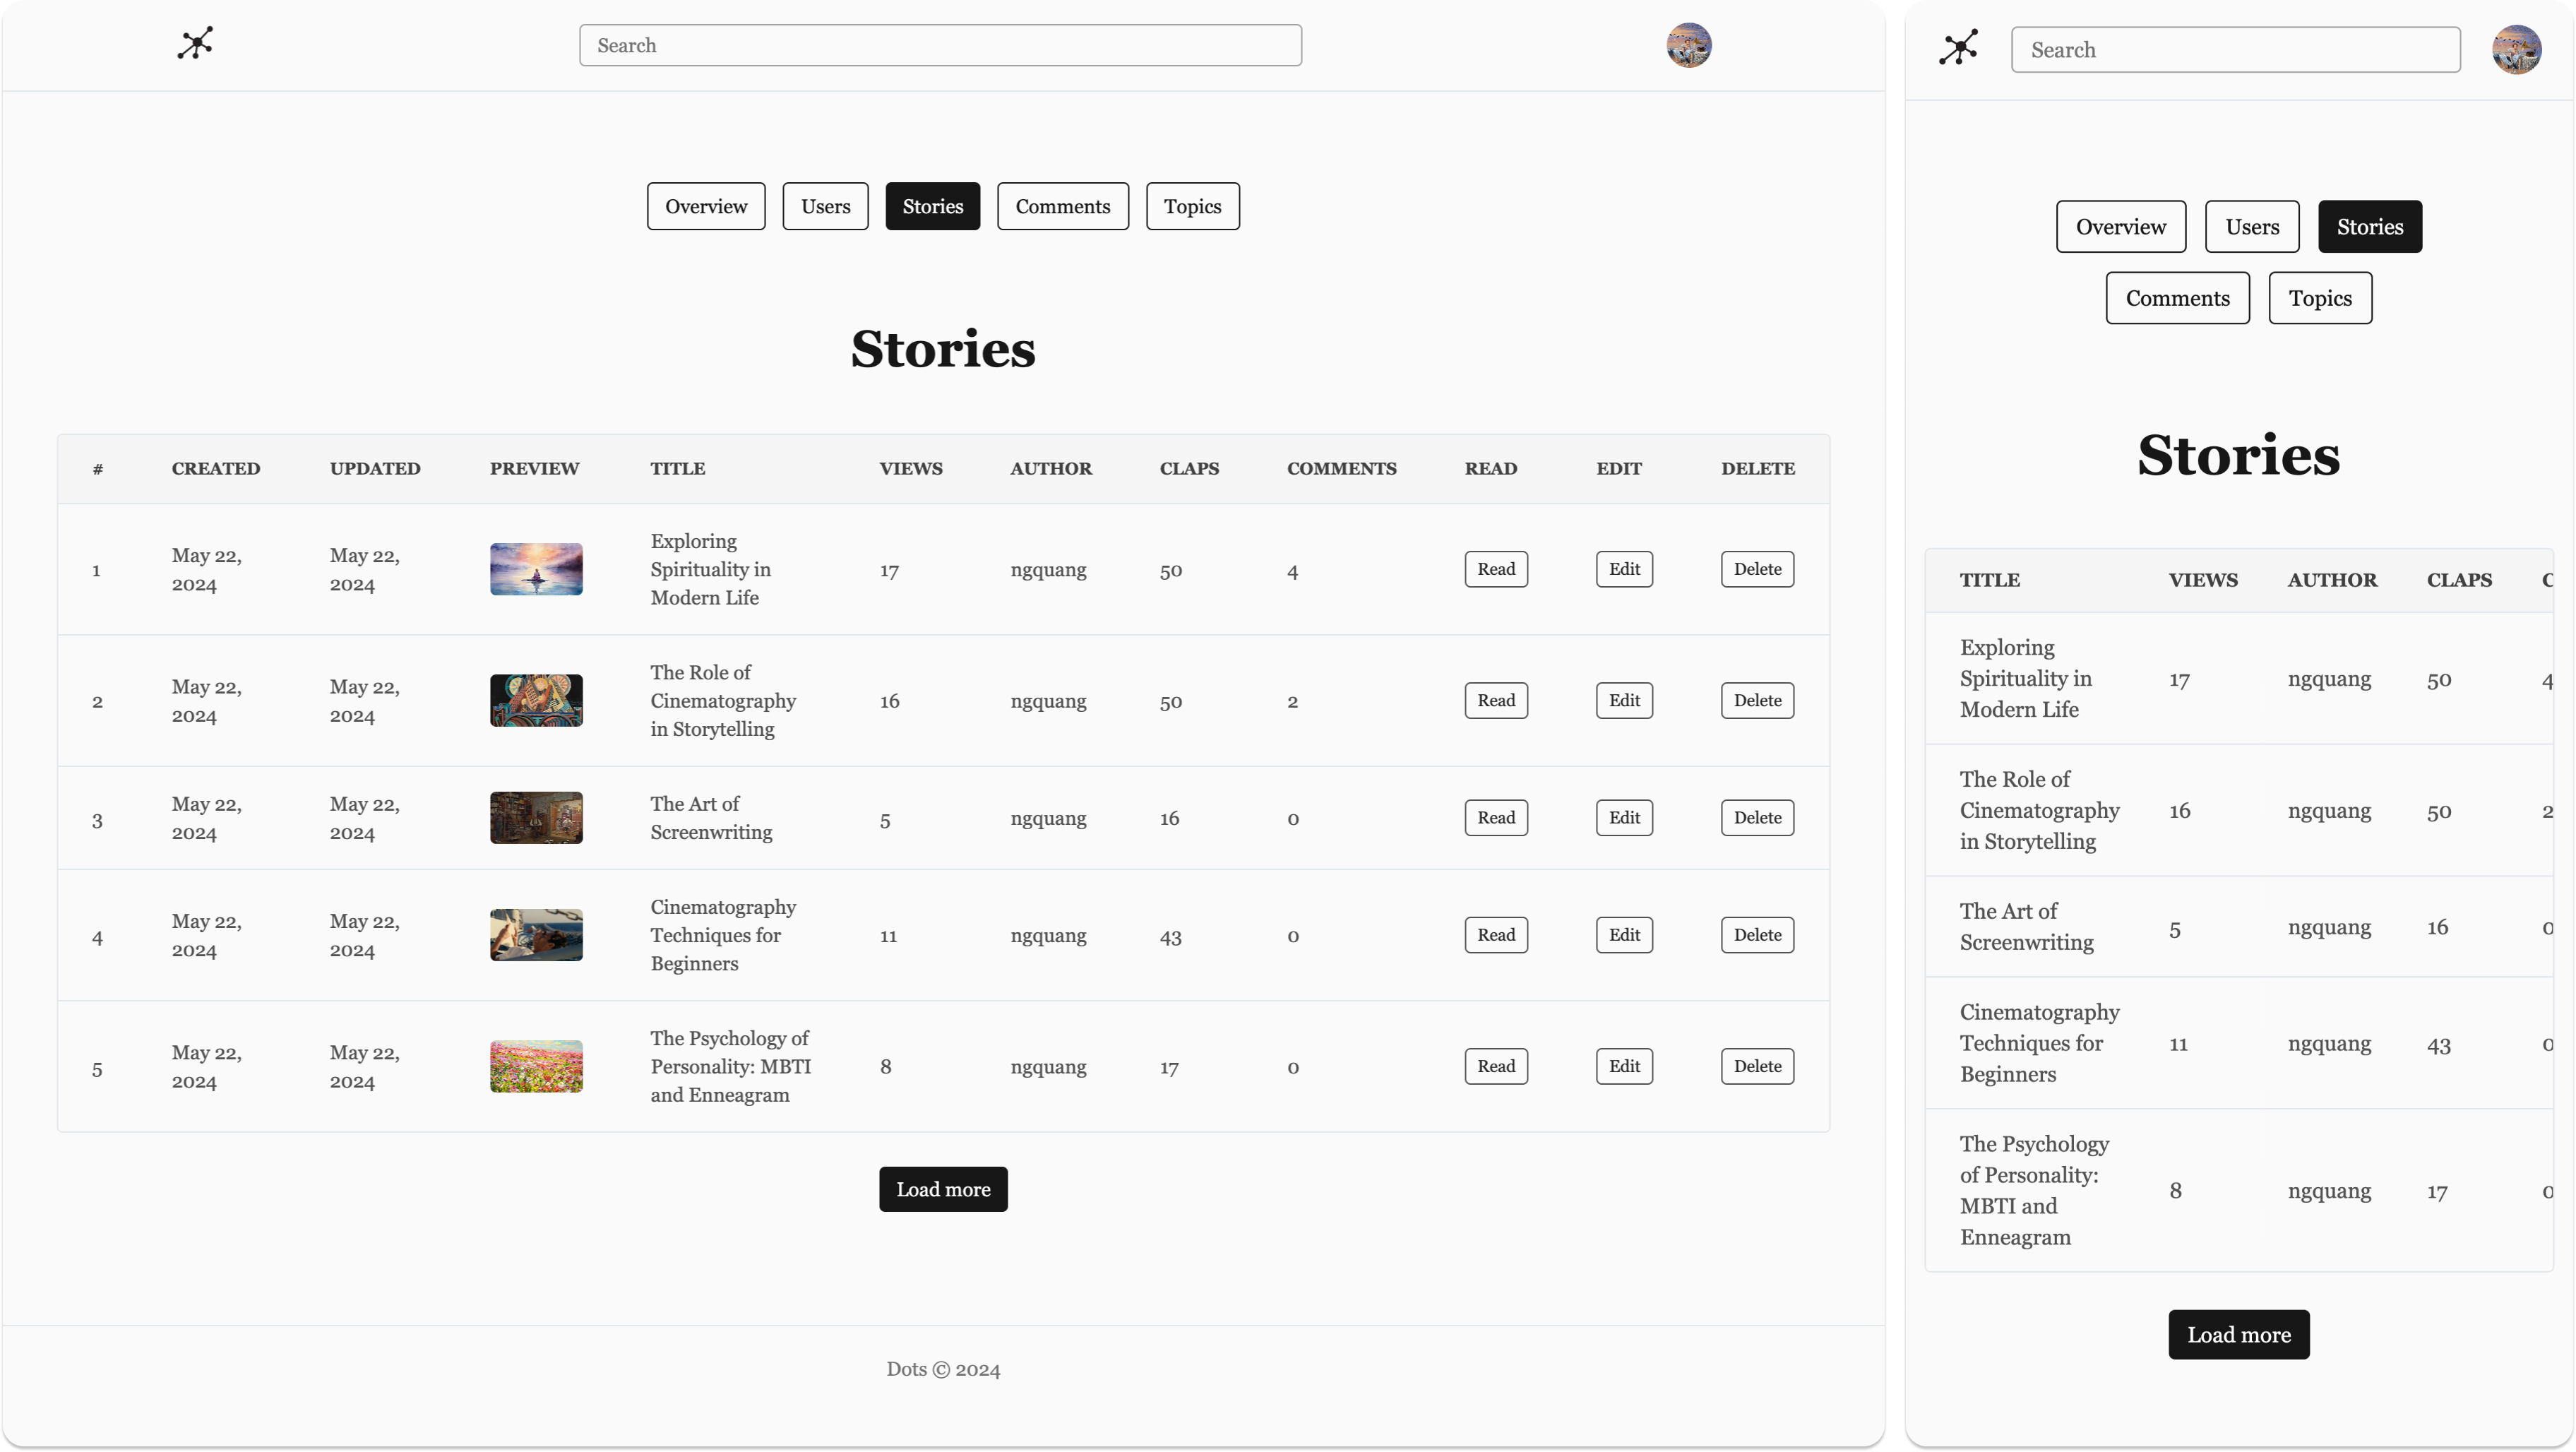 Search
Overview Users Stories Comments Topics
Stories
# CREATED UPDATED PREVIEW TITLE VIEWS AUTHOR CLAPS COMMENTS READ EDIT DELETE
1 May 22, 2024 May 22, 2024 Exploring Spirituality in Modern Life 17 ngquang 50 4 Read Edit Delete
2 May 22, 2024 May 22, 2024 The Role of Cinematography in Storytelling 16 ngquang 50 2 Read Edit Delete
3 May 22, 2024 May 22, 2024 The Art of Screenwriting 5 ngquang 16 0 Read Edit Delete
4 May 22, 2024 May 22, 2024 Cinematography Techniques for Beginners 11 ngquang 43 0 Read Edit Delete
5 May 22, 2024 May 22, 2024 The Psychology of Personality: MBTI and Enneagram 8 ngquang 17 0 Read Edit Delete
Load more
Dots © 2024
Search
Overview Users Stories
Comments Topics
Stories
TITLE VIEWS AUTHOR CLAPS C
Exploring Spirituality in Modern Life 17 ngquang 50 4
The Role of Cinematography in Storytelling 16 ngquang 50 2
The Art of Screenwriting 5 ngquang 16 0
Cinematography Techniques for Beginners 11 ngquang 43 0
The Psychology of Personality: MBTI and Enneagram 8 ngquang 17 0
Load more